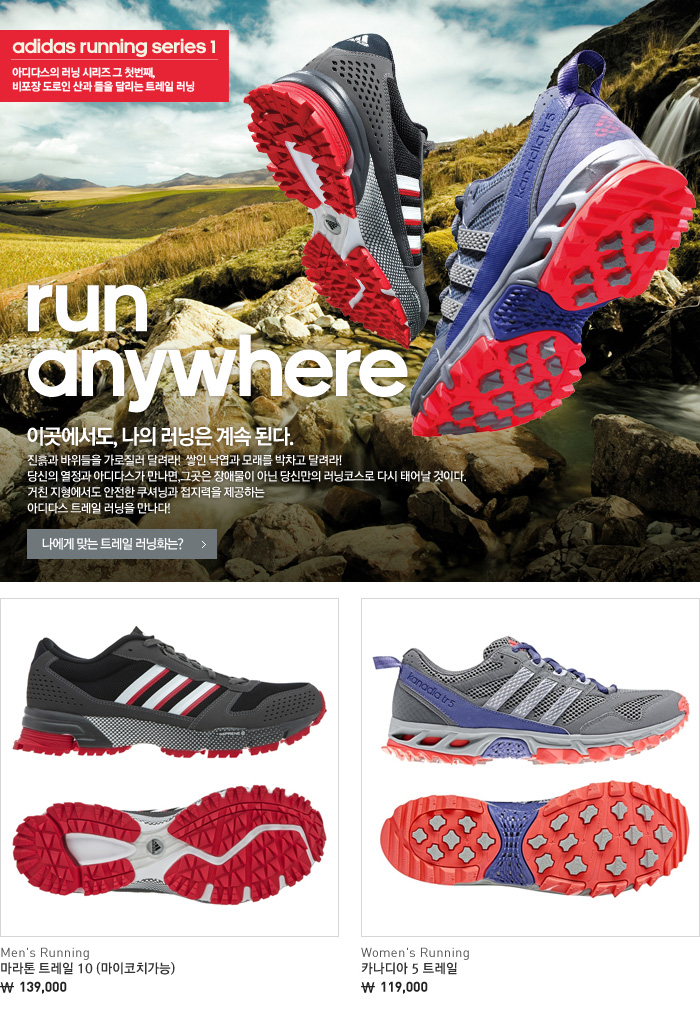 adidas running series 1
아디다스의 러닝 시리즈 그 첫번째,
비포장 도로인 산과 들을 달리는 트레일 러닝
kanadia tr5
run
anywhere
이곳에서도, 나의 러닝은 계속 된다.
진흙과 바위들을 가로질러 달려라! 쌓인 낙엽과 모래를 박차고 달려라!
당신의 열정과 아디다스가 만나면,그곳은 장애물이 아닌 당신만의 러닝코스로 다시 태어날 것이다.
거친 지형에서도 안전한 쿠셔닝과 접지력을 제공하는
아디다스 트레일 러닝을 만나다!
나에게 맞는 트레일 러닝화는?
kanadia tr5
Men's Running
마라톤 트레일 10 (마이코치가능)
₩ 139,000
Women's Running
카나디아 5 트레일
₩ 119,000